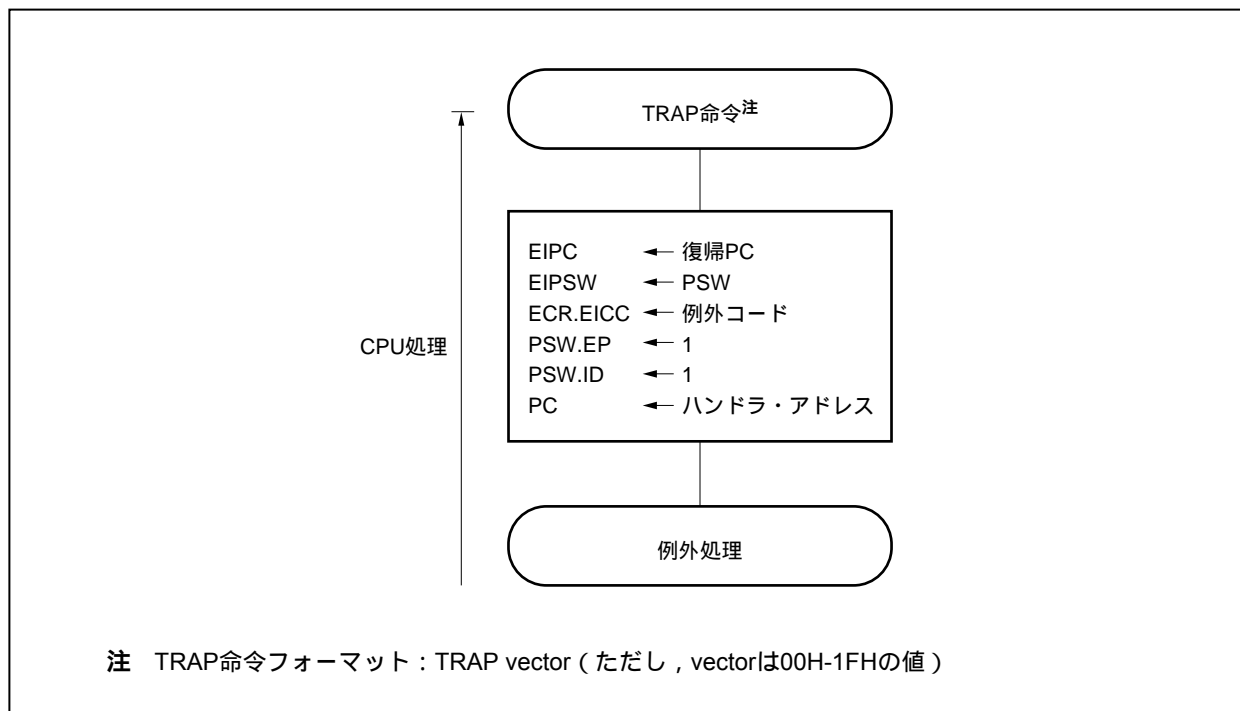 TRAP命令注
EIPC ← 復帰PC
EIPSW ← PSW
ECR.EICC ← 例外コード
PSW.EP ← 1
PSW.ID ← 1
PC ← ハンドラ・アドレス
CPU処理
例外処理
注 TRAP命令フォーマット：TRAP vector（ただし，vectorは00H-1FHの値）